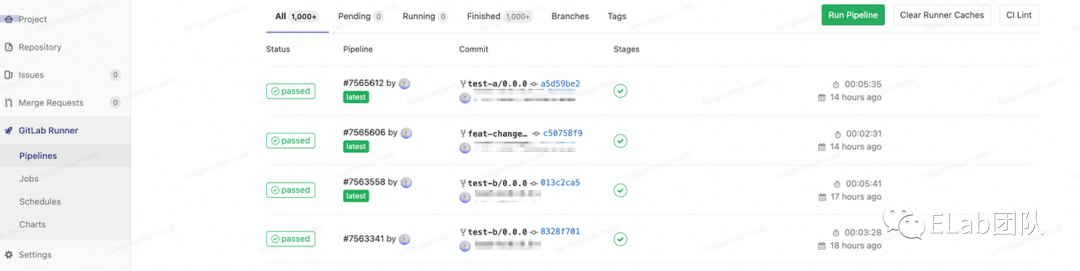 Project
Repository
Issues 0
Merge Requests 0
GitLab Runner
Pipelines
Jobs
Schedules
Charts
Settings
All 1,000+ Pending 0 Running 0 Finished 1,000+ Branches Tags Run Pipeline Clear Runner Caches CI Lint
Status Pipeline Commit Stages
passed #7565612 by test-a/0.0.0 a5d59be2 00:05:35
latest 14 hours ago
passed #7565606 by feat-change… c50758f9 00:02:31
latest 14 hours ago
passed #7563558 by test-b/0.0.0 013c2ca5 00:05:41
latest 17 hours ago
passed #7563341 by test-b/0.0.0 8328f701 00:03:28
18 hours ago
ELab团队